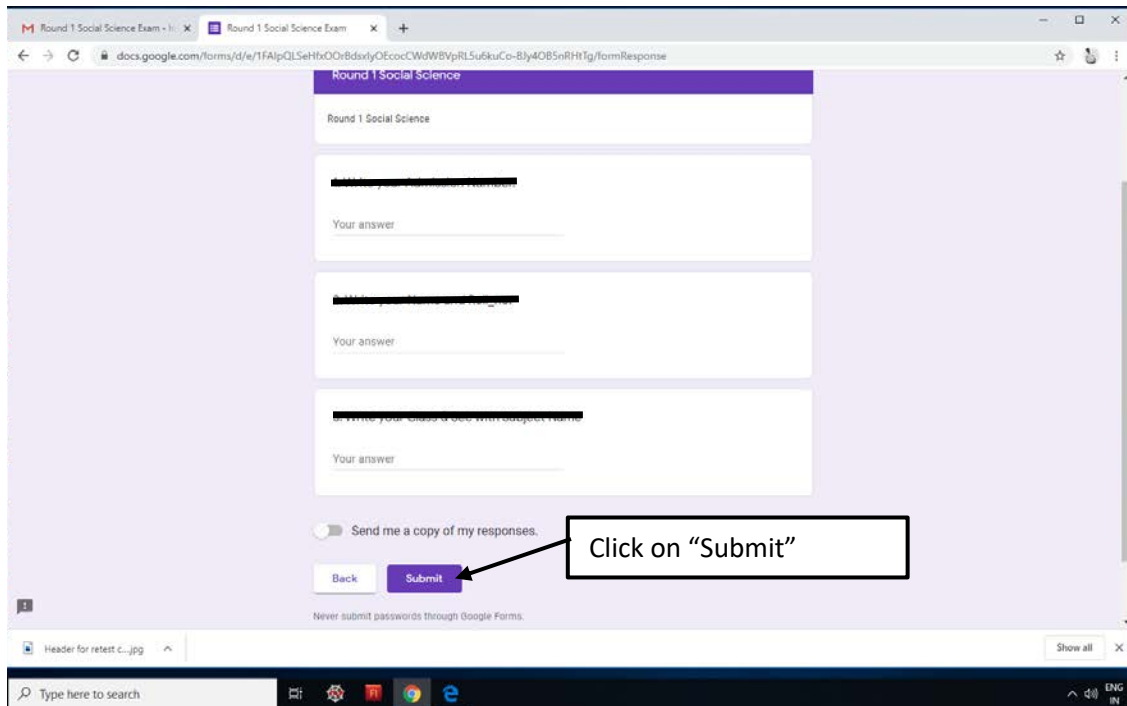 Round 1 Social Science Exam - I
Round 1 Social Science Exam
docs.google.com/forms/d/e/1FAlpQLSeHfxOOrBdsxlyOEcocCWdWBVpRL5u6kuCo-BJy4OB5nRHtTg/formResponse
Round 1 Social Science
Round 1 Social Science
Your answer
Your answer
Your answer
Send me a copy of my responses.
Click on “Submit”
Back
Submit
Never submit passwords through Google Forms.
Header for retest c...jpg
Show all
Type here to search
ENG
IN